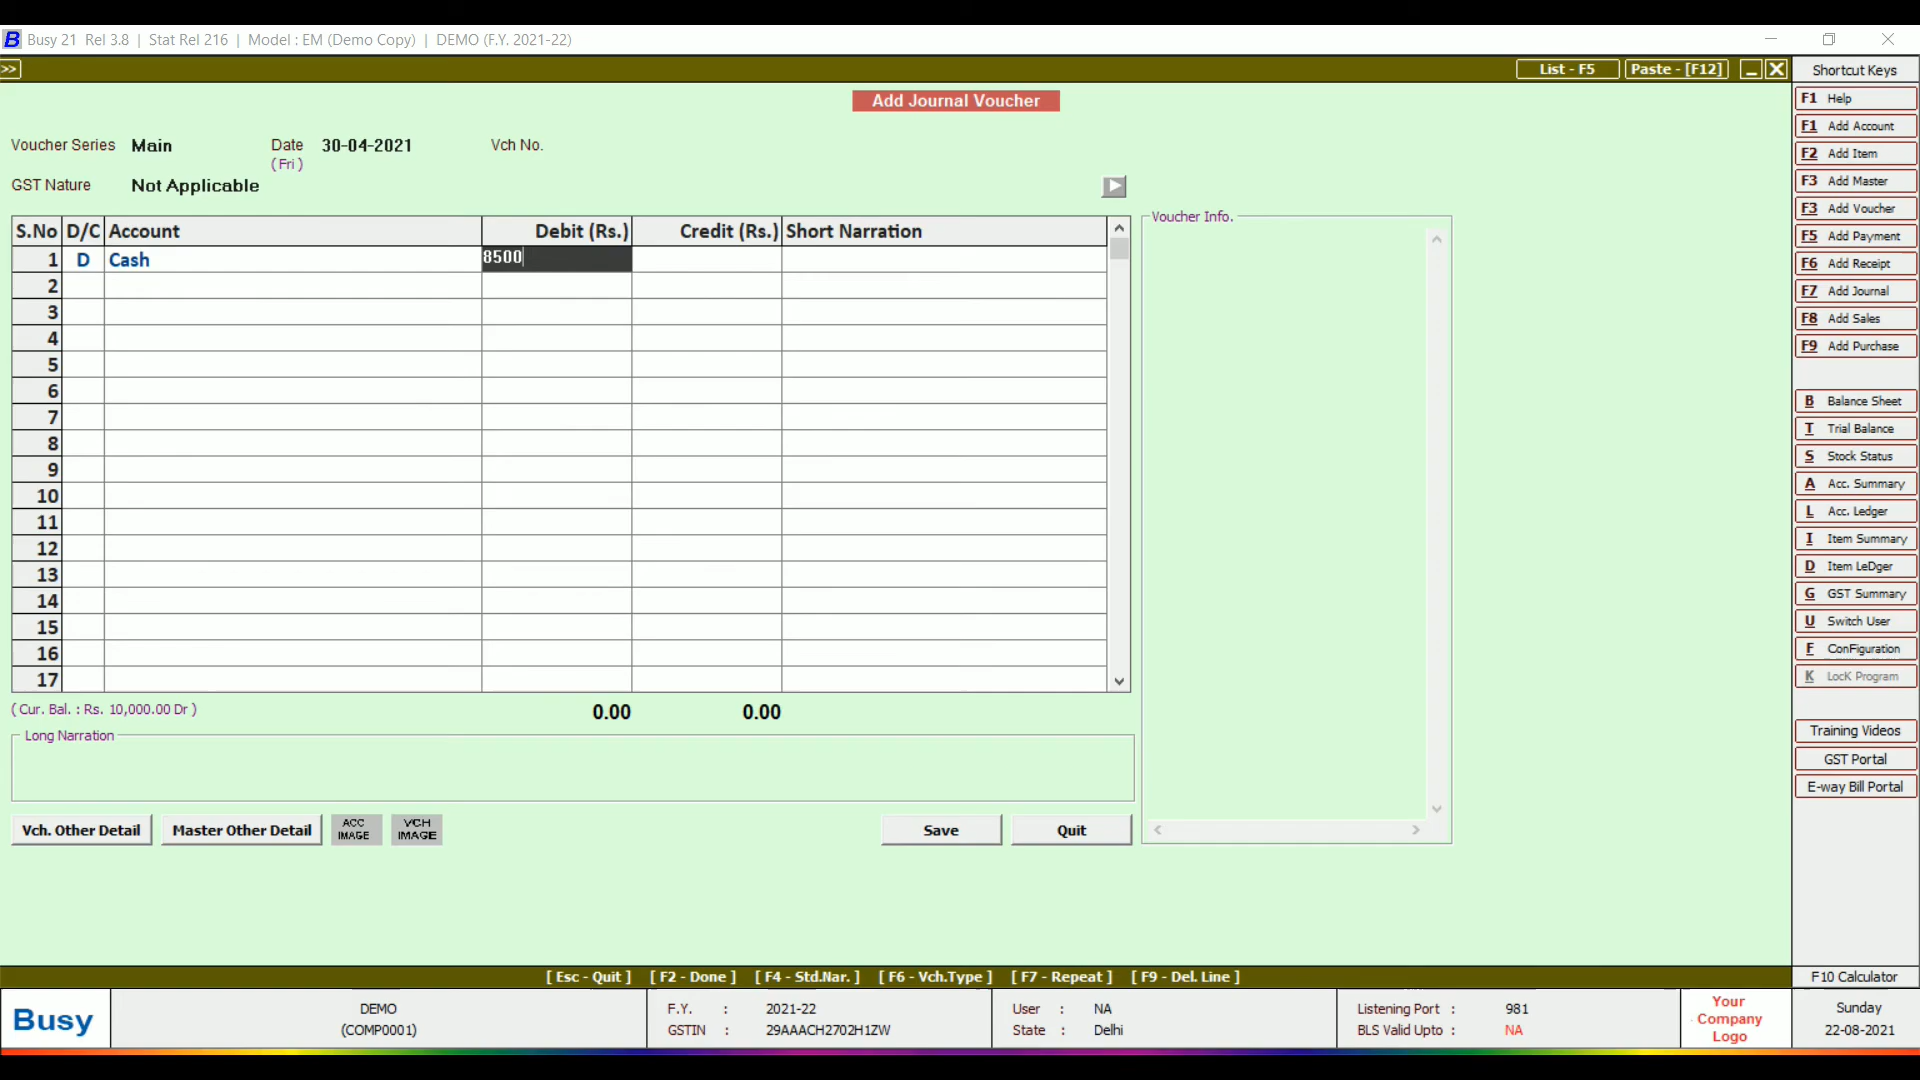 B Busy 21 Rel 3.8 | Stat Rel 216 | Model : EM (Demo Copy) | DEMO (F.Y. 2021-22)
>> List - F5 Paste - [F12] Shortcut Keys
Add Journal Voucher
Voucher Series Main Date 30-04-2021 Vch No.
( Fri )
GST Nature Not Applicable
S.No D/C Account Debit (Rs.) Credit (Rs.) Short Narration
1 D Cash 8500
2
3
4
5
6
7
8
9
10
11
12
13
14
15
16
17
( Cur. Bal. : Rs. 10,000.00 Dr )
0.00 0.00
Long Narration
Vch. Other Detail Master Other Detail ACC IMAGE VCH IMAGE Save Quit
Voucher Info.
F1 Help
F1 Add Account
F2 Add Item
F3 Add Master
F3 Add Voucher
F5 Add Payment
F6 Add Receipt
F7 Add Journal
F8 Add Sales
F9 Add Purchase
B Balance Sheet
T Trial Balance
S Stock Status
A Acc. Summary
L Acc. Ledger
I Item Summary
D Item LeDger
G GST Summary
U Switch User
F ConFiguration
K LocK Program
Training Videos
GST Portal
E-way Bill Portal
[ Esc - Quit ] [ F2 - Done ] [ F4 - Std.Nar. ] [ F6 - Vch.Type ] [ F7 - Repeat ] [ F9 - Del. Line ]
F10 Calculator
Busy
DEMO
(COMP0001)
F.Y. : 2021-22
GSTIN : 29AAACH2702H1ZW
User : NA
State : Delhi
Listening Port : 981
BLS Valid Upto : NA
Your
Company
Logo
Sunday
22-08-2021